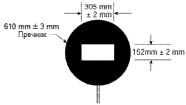 305 mm
± 2 mm
610 mm ± 3 mm
Пречник
152mm ± 2 mm